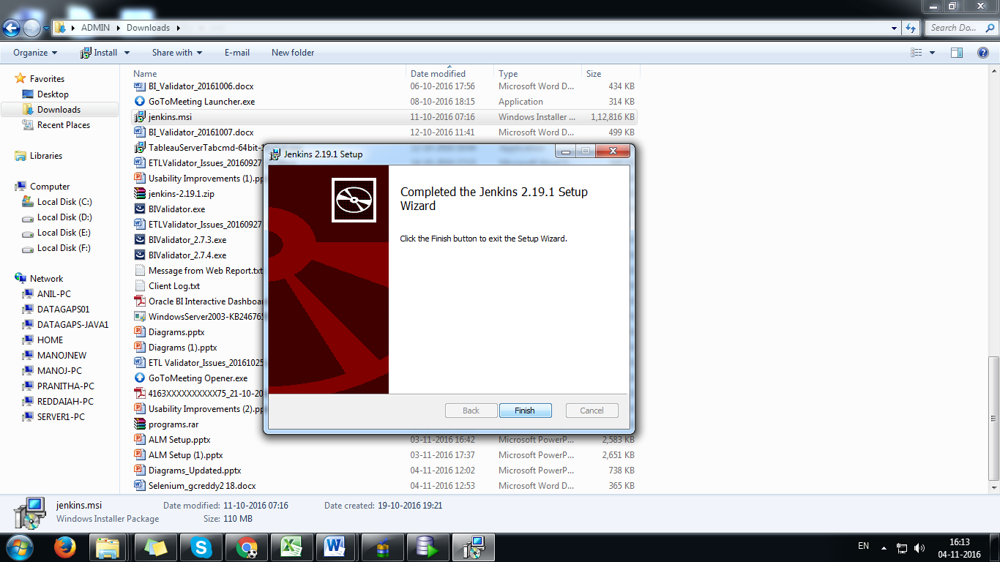 ADMIN Downloads
Search Do...
Organize Install Share with E-mail New folder
Name Date modified Type Size
Favorites
Desktop
Downloads
Recent Places
Libraries
Computer
Local Disk (C:)
Local Disk (D:)
Local Disk (E:)
Local Disk (F:)
Network
ANIL-PC
DATAGAPS01
DATAGAPS-JAVA1
HOME
MANOJNEW
MANOJ-PC
PRANITHA-PC
REDDAIAH-PC
SERVER1-PC
BI_Validator_20161006.docx 06-10-2016 17:56 Microsoft Word D... 434 KB
GoToMeeting Launcher.exe 08-10-2016 18:15 Application 314 KB
jenkins.msi 11-10-2016 07:16 Windows Installer ... 1,12,816 KB
BI_Validator_20161007.docx 12-10-2016 11:41 Microsoft Word D... 499 KB
TableauServerTabcmd-64bit-
ETLValidator_Issues_20160927
Usability Improvements (1).pp
jenkins-2.19.1.zip
BIValidator.exe
ETLValidator_Issues_20160927
BIValidator_2.7.3.exe
BIValidator_2.7.4.exe
Message from Web Report.txt
Client Log.txt
Oracle BI Interactive Dashboa
WindowsServer2003-KB24676
Diagrams.pptx
Diagrams (1).pptx
ETL Validator_Issues_20161025
GoToMeeting Opener.exe
4163XXXXXXXXXX75_21-10-20
Usability Improvements (2).pp
programs.rar
ALM Setup.pptx 03-11-2016 16:42 Microsoft PowerP... 2,583 KB
ALM Setup (1).pptx 03-11-2016 17:37 Microsoft PowerP... 2,651 KB
Diagrams_Updated.pptx 04-11-2016 12:02 Microsoft PowerP... 738 KB
Selenium_gcreddy2 18.docx 04-11-2016 12:53 Microsoft Word D... 365 KB
Jenkins 2.19.1 Setup
Completed the Jenkins 2.19.1 Setup
Wizard
Click the Finish button to exit the Setup Wizard.
Back Finish Cancel
jenkins.msi Date modified: 11-10-2016 07:16 Date created: 19-10-2016 19:21
Windows Installer Package Size: 110 MB
EN
16:13
04-11-2016